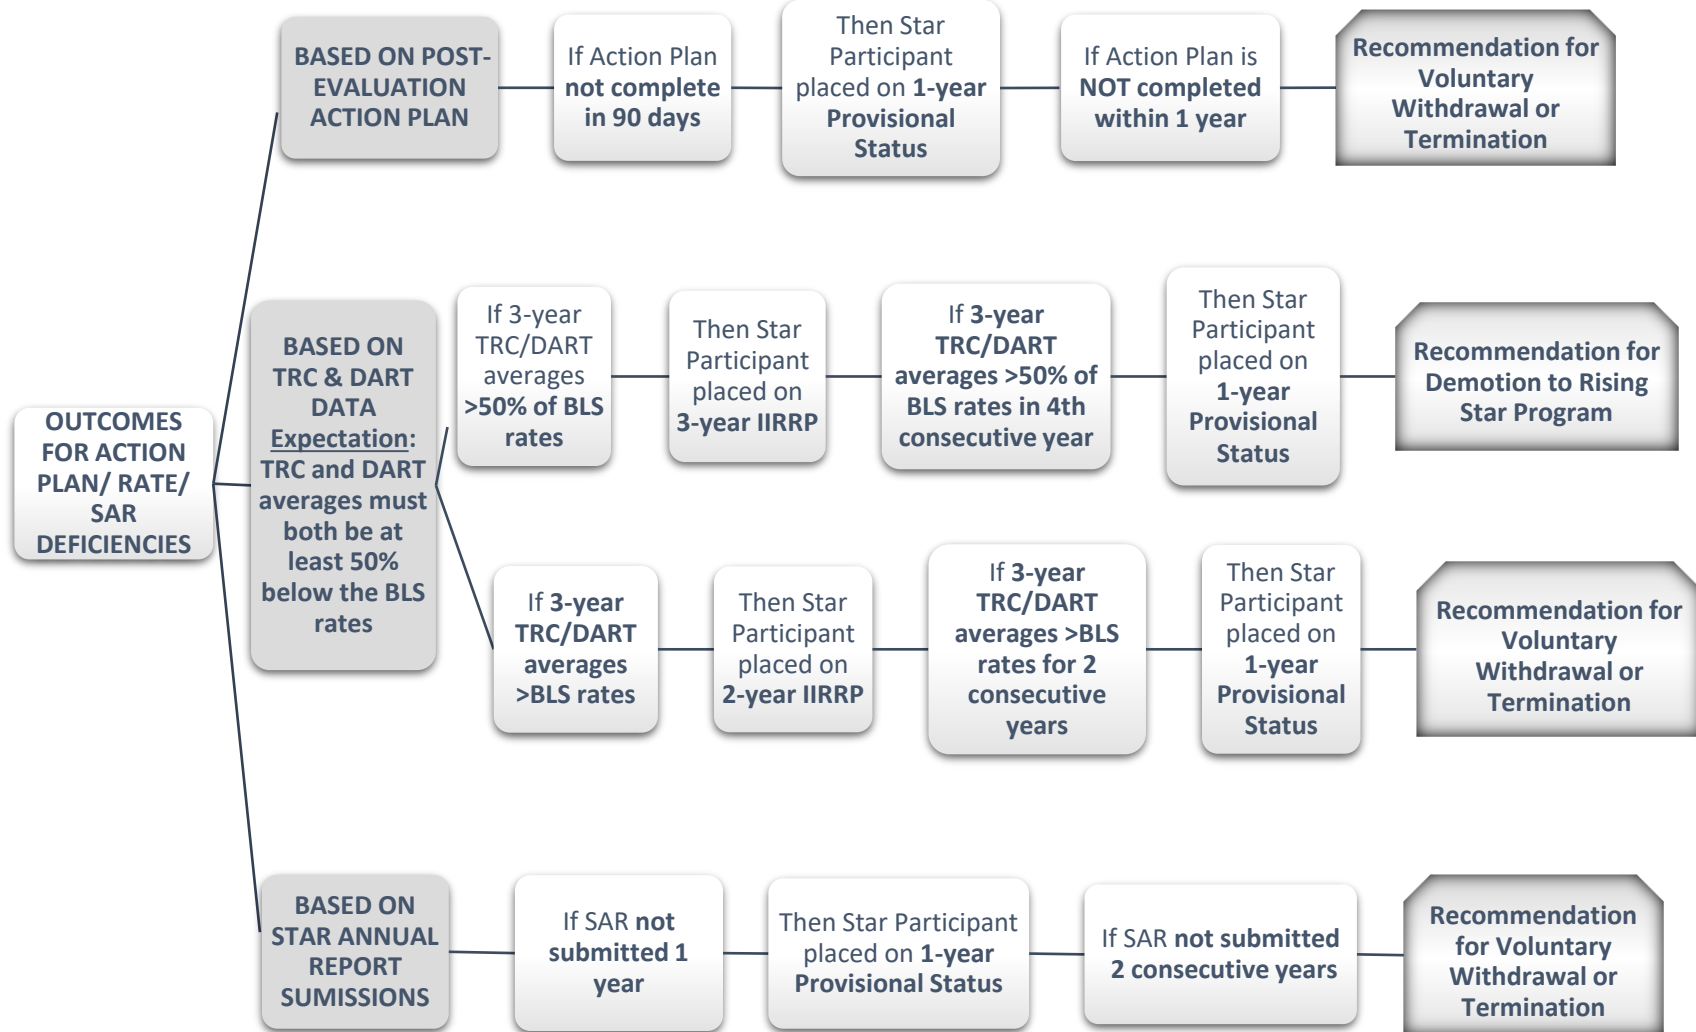 OUTCOMES
FOR ACTION
PLAN/ RATE/
SAR
DEFICIENCIES
BASED ON POST-
EVALUATION
ACTION PLAN
If Action Plan
not complete
in 90 days
Then Star
Participant
placed on 1-year
Provisional
Status
If Action Plan is
NOT completed
within 1 year
Recommendation for
Voluntary
Withdrawal or
Termination
BASED ON
TRC & DART
DATA
Expectation:
TRC and DART
averages must
both be at
least 50%
below the BLS
rates
If 3-year
TRC/DART
averages
>50% of BLS
rates
Then Star
Participant
placed on
3-year IIRRP
If 3-year
TRC/DART
averages >50% of
BLS rates in 4th
consecutive year
Then Star
Participant
placed on
1-year
Provisional
Status
Recommendation for
Demotion to Rising
Star Program
If 3-year
TRC/DART
averages
>BLS rates
Then Star
Participant
placed on
2-year IIRRP
If 3-year
TRC/DART
averages >BLS
rates for 2
consecutive
years
Then Star
Participant
placed on
1-year
Provisional
Status
Recommendation for
Voluntary
Withdrawal or
Termination
BASED ON
STAR ANNUAL
REPORT
SUMISSIONS
If SAR not
submitted 1
year
Then Star Participant
placed on 1-year
Provisional Status
If SAR not submitted
2 consecutive years
Recommendation
for Voluntary
Withdrawal or
Termination